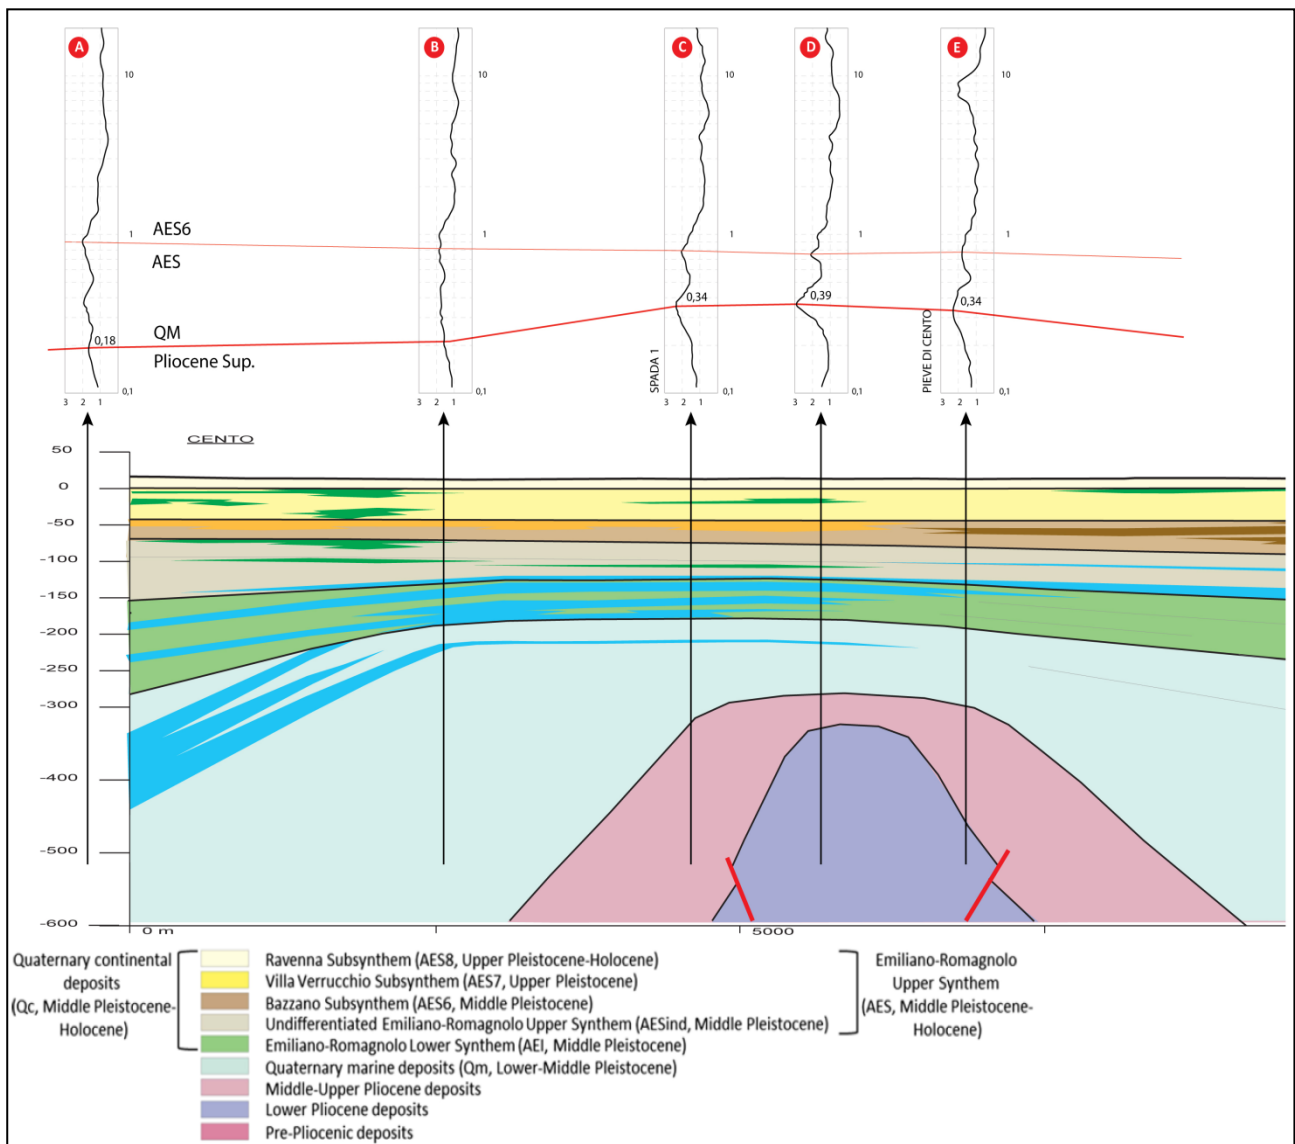 A
B
C
D
E
10
10
10
10
10
1
1
1
1
1
AES6
AES
QM
Pliocene Sup.
0,18
0,34
0,39
0,34
SPADA 1
PIEVE DI CENTO
0,1
0,1
0,1
0,1
0,1
3 2 1
3 2 1
3 2 1
3 2 1
3 2 1
CENTO
50
0
-50
-100
-150
-200
-250
-300
-400
-500
-600
0 m
5000
Quaternary continental
deposits
(Qc, Middle Pleistocene-
Holocene)
Ravenna Subsynthem (AES8, Upper Pleistocene-Holocene)
Villa Verrucchio Subsynthem (AES7, Upper Pleistocene)
Bazzano Subsynthem (AES6, Middle Pleistocene)
Undifferentiated Emiliano-Romagnolo Upper Synthem (AESind, Middle Pleistocene)
Emiliano-Romagnolo Lower Synthem (AEI, Middle Pleistocene)
Quaternary marine deposits (Qm, Lower-Middle Pleistocene)
Middle-Upper Pliocene deposits
Lower Pliocene deposits
Pre-Pliocenic deposits
Emiliano-Romagnolo
Upper Synthem
(AES, Middle Pleistocene-
Holocene)